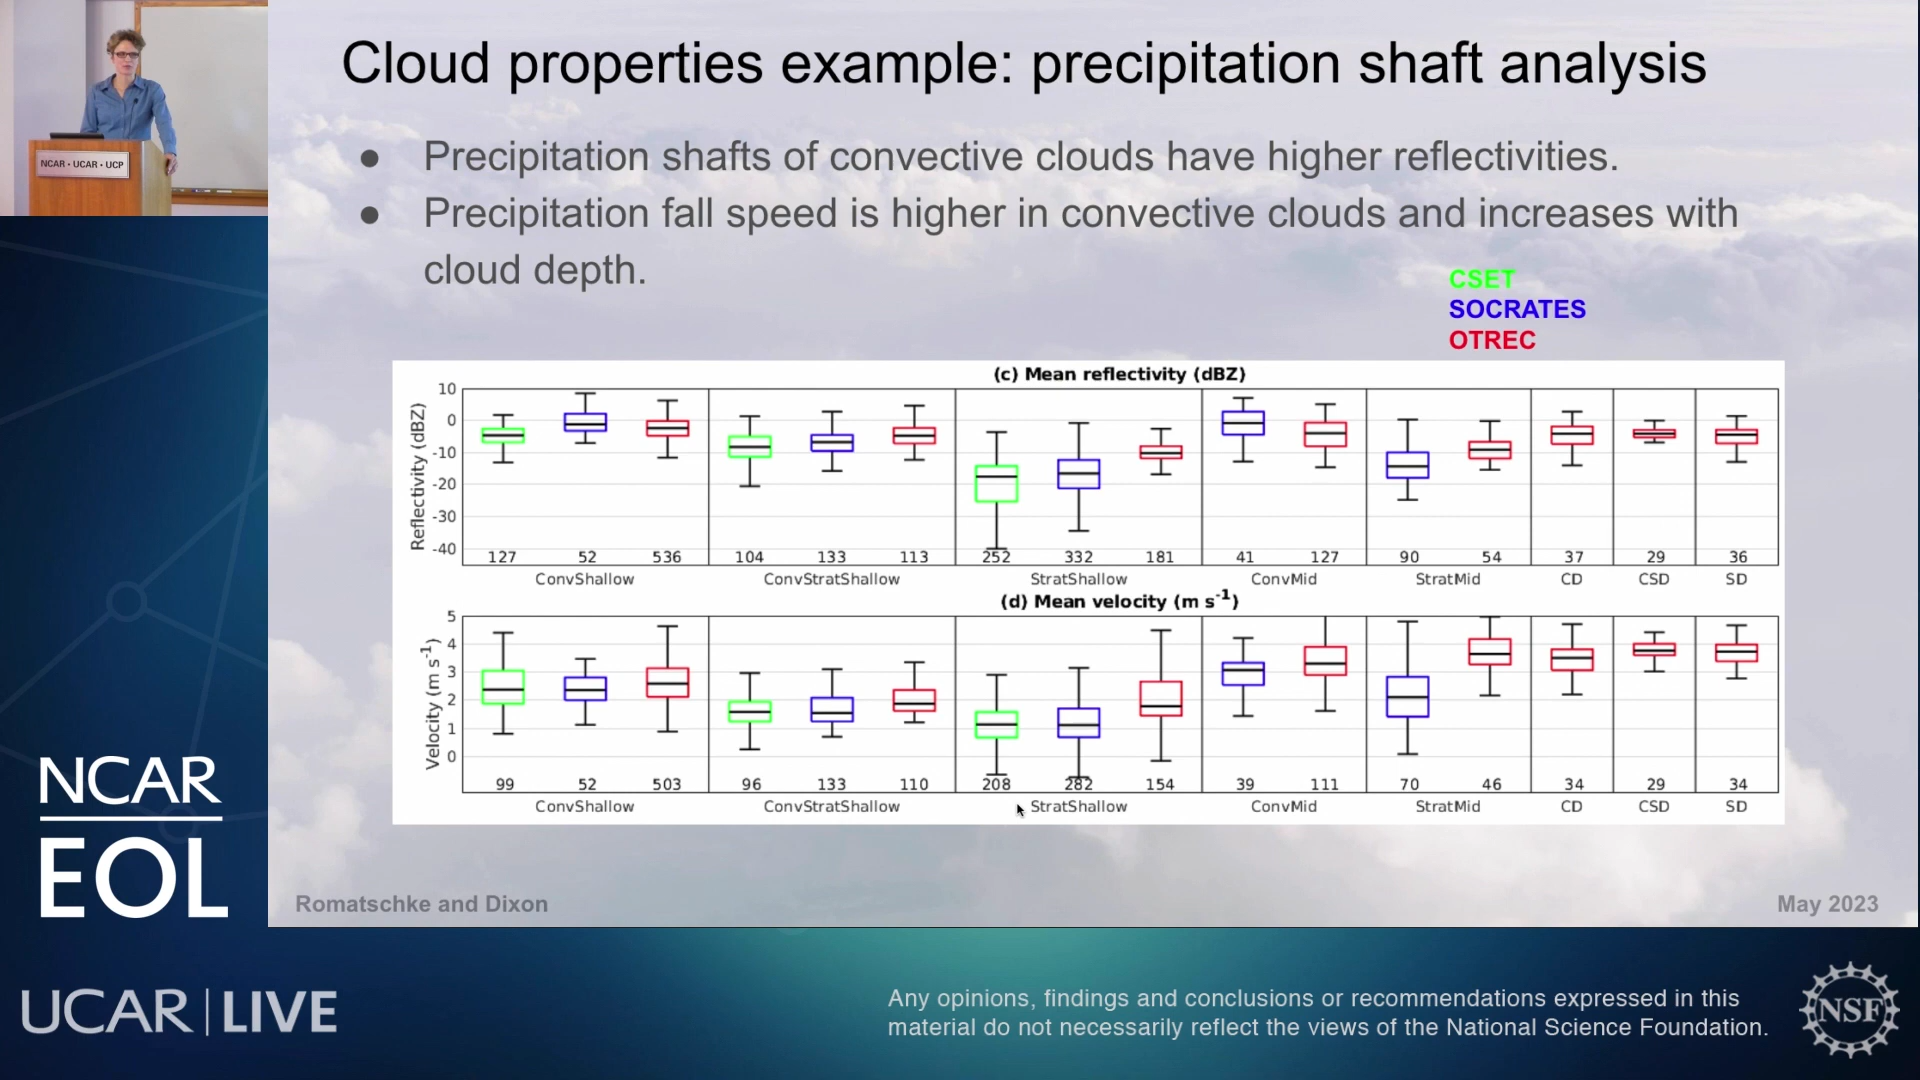 NCAR • UCAR • UCP
Cloud properties example: precipitation shaft analysis
● Precipitation shafts of convective clouds have higher reflectivities.
● Precipitation fall speed is higher in convective clouds and increases with
cloud depth.
CSET
SOCRATES
OTREC
(c) Mean reflectivity (dBZ)
Reflectivity (dBZ)
10
0
-10
-20
-30
-40
127 52 536 104 133 113 252 332 181 41 127 90 54 37 29 36
ConvShallow ConvStratShallow StratShallow ConvMid StratMid CD CSD SD
(d) Mean velocity (m s⁻¹)
Velocity (m s⁻¹)
5
4
3
2
1
0
99 52 503 96 133 110 208 282 154 39 111 70 46 34 29 34
ConvShallow ConvStratShallow StratShallow ConvMid StratMid CD CSD SD
Romatschke and Dixon
May 2023
NCAR
EOL
UCAR | LIVE
Any opinions, findings and conclusions or recommendations expressed in this
material do not necessarily reflect the views of the National Science Foundation.
NSF